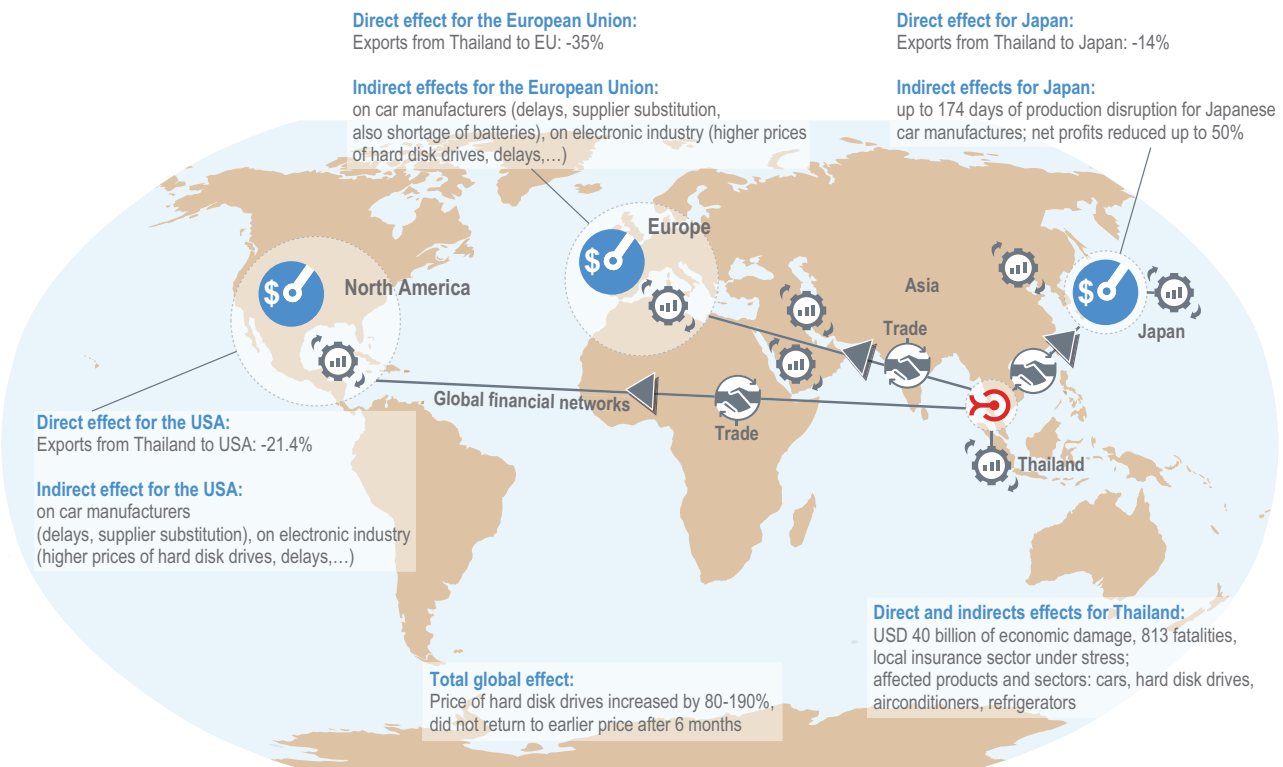 Direct effect for the European Union:
Exports from Thailand to EU: -35%
Indirect effects for the European Union:
on car manufacturers (delays, supplier substitution,
also shortage of batteries), on electronic industry (higher prices
of hard disk drives, delays,…)
Direct effect for Japan:
Exports from Thailand to Japan: -14%
Indirect effects for Japan:
up to 174 days of production disruption for Japanese
car manufactures; net profits reduced up to 50%
Europe
$
North America
$
Asia
$
Japan
Trade
Global financial networks
Trade
Thailand
Direct effect for the USA:
Exports from Thailand to USA: -21.4%
Indirect effect for the USA:
on car manufacturers
(delays, supplier substitution), on electronic industry
(higher prices of hard disk drives, delays,…)
Direct and indirects effects for Thailand:
USD 40 billion of economic damage, 813 fatalities,
local insurance sector under stress;
affected products and sectors: cars, hard disk drives,
airconditioners, refrigerators
Total global effect:
Price of hard disk drives increased by 80-190%,
did not return to earlier price after 6 months